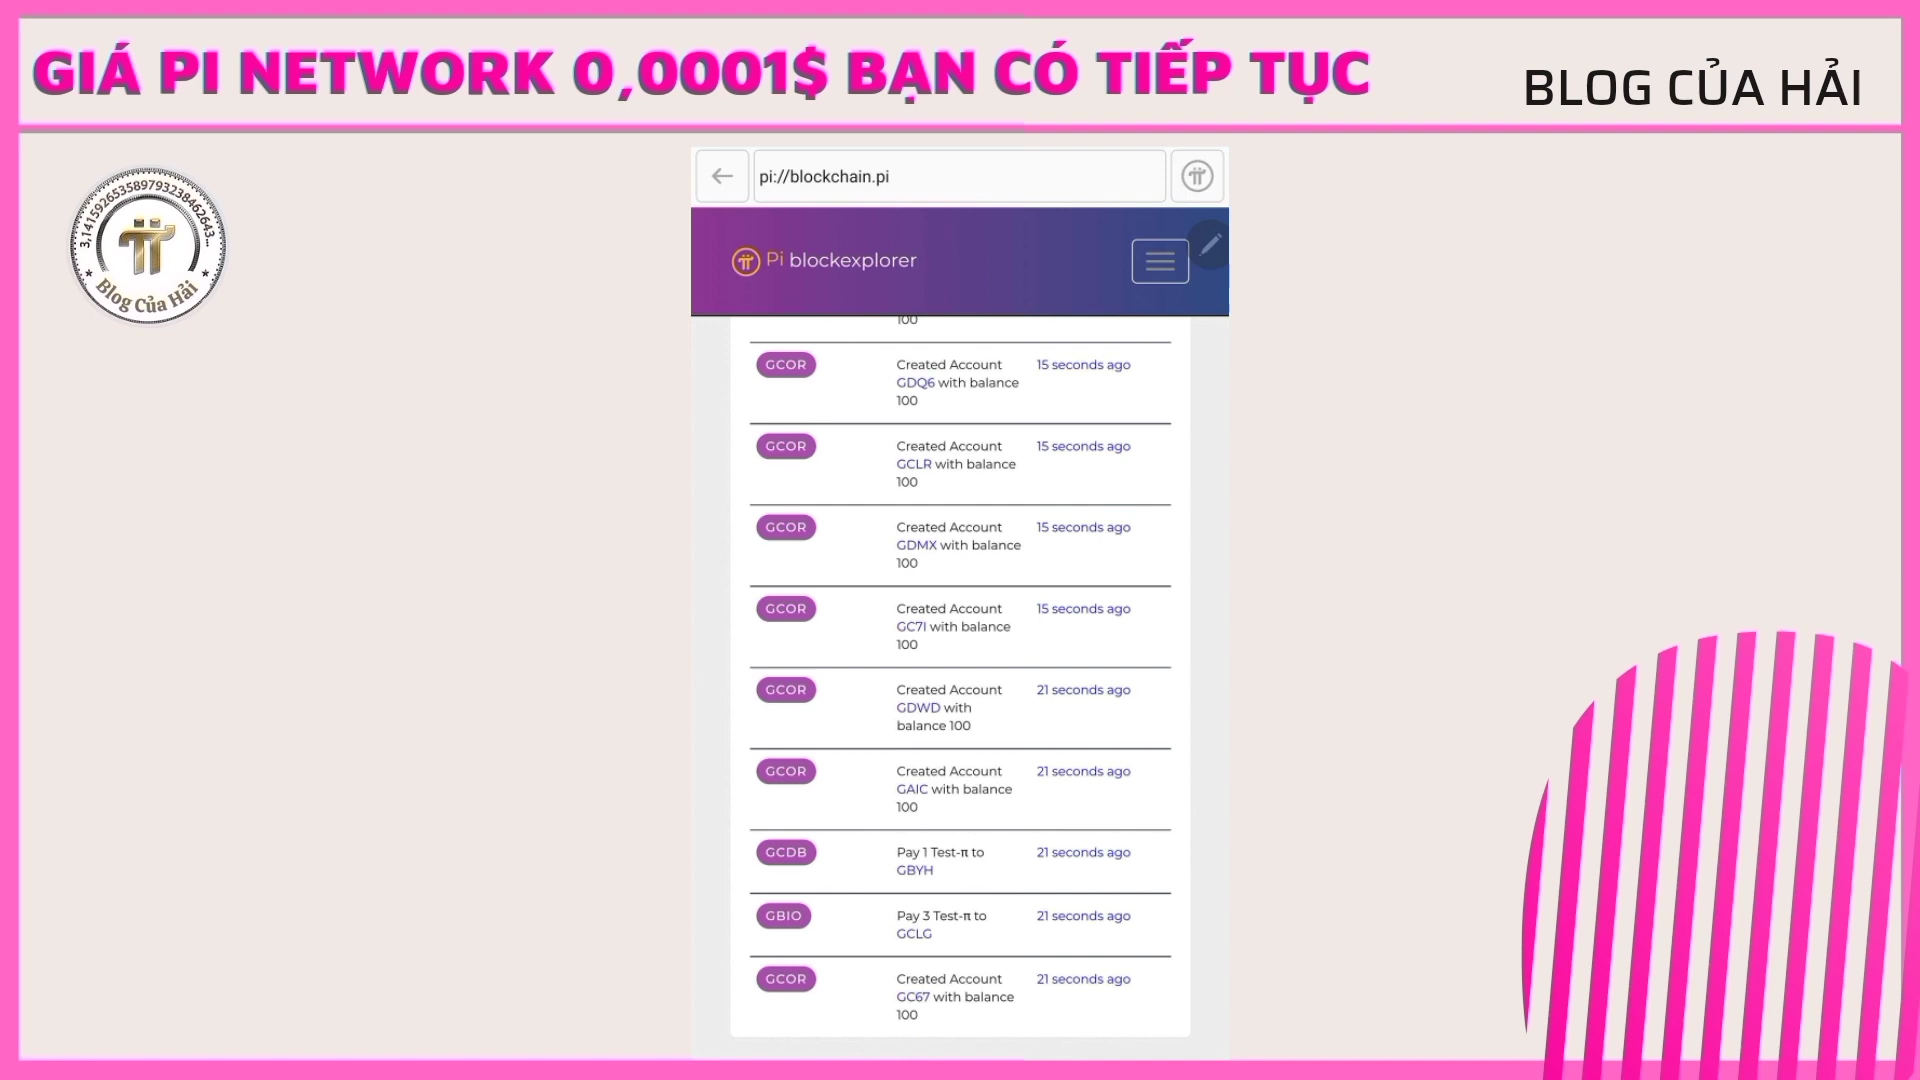 GIÁ PI NETWORK 0,0001$ BẠN CÓ TIẾP TỤC
BLOG CỦA HẢI
3,14159265358979323846264​3...
Blog Của Hải
pi://blockchain.pi
Pi blockexplorer
100
GCOR
Created Account
15 seconds ago
GDQ6 with balance
100
GCOR
Created Account
15 seconds ago
GCLR with balance
100
GCOR
Created Account
15 seconds ago
GDMX with balance
100
GCOR
Created Account
15 seconds ago
GC7I with balance
100
GCOR
Created Account
21 seconds ago
GDWD with
balance 100
GCOR
Created Account
21 seconds ago
GAIC with balance
100
GCDB
Pay 1 Test-π to
21 seconds ago
GBYH
GBIO
Pay 3 Test-π to
21 seconds ago
GCLG
GCOR
Created Account
21 seconds ago
GC67 with balance
100